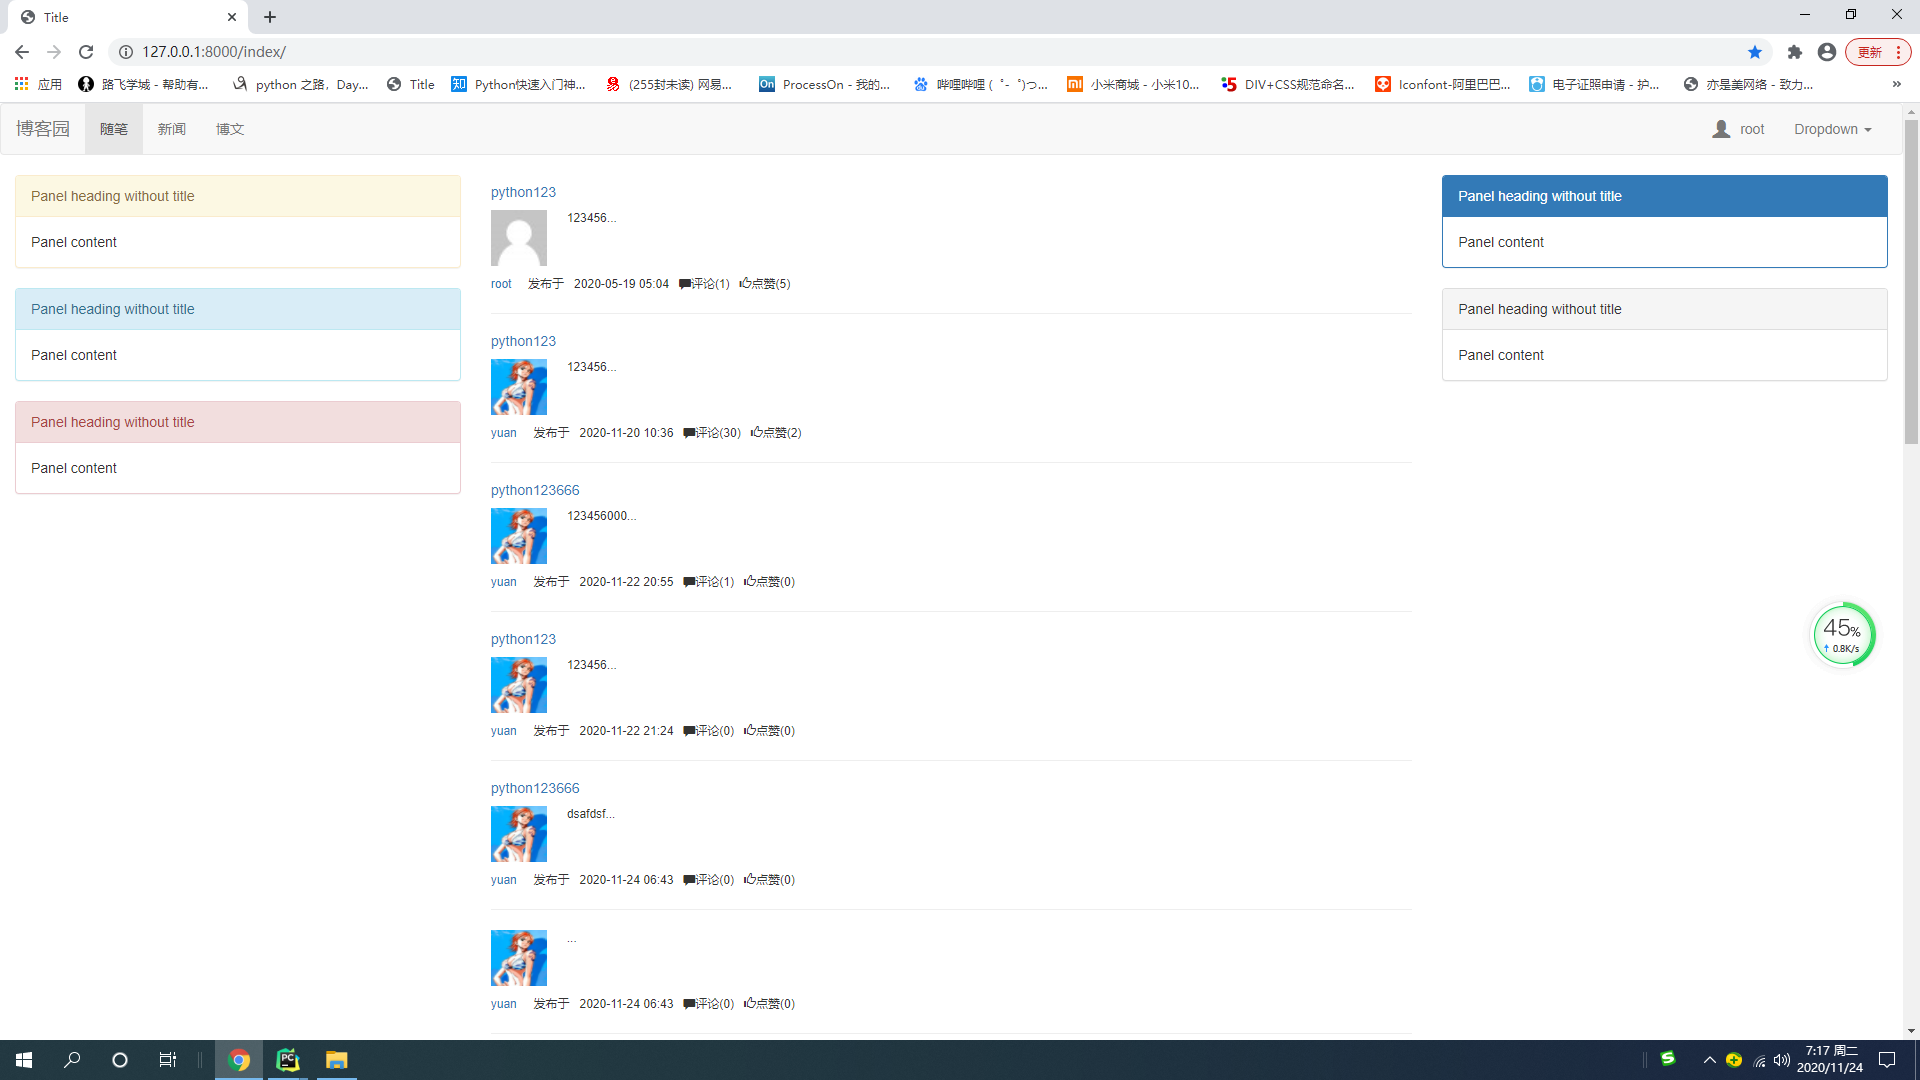 Title
127.0.0.1:8000/index/
更新
应用
路飞学城 - 帮助有...
python 之路，Day...
Title
Python快速入门神...
(255封未读) 网易...
ProcessOn - 我的...
哔哩哔哩 ( ゜- ゜)つ...
小米商城 - 小米10...
DIV+CSS规范命名...
Iconfont-阿里巴巴...
电子证照申请 - 护...
亦是美网络 - 致力...
»
博客园 随笔 新闻 博文 root Dropdown
Panel heading without title
Panel content
Panel heading without title
Panel content
Panel heading without title
Panel content
python123
123456...
root 发布于 2020-05-19 05:04 评论(1) 点赞(5)
python123
123456...
yuan 发布于 2020-11-20 10:36 评论(30) 点赞(2)
python123666
123456000...
yuan 发布于 2020-11-22 20:55 评论(1) 点赞(0)
python123
123456...
yuan 发布于 2020-11-22 21:24 评论(0) 点赞(0)
python123666
dsafdsf...
yuan 发布于 2020-11-24 06:43 评论(0) 点赞(0)
...
yuan 发布于 2020-11-24 06:43 评论(0) 点赞(0)
Panel heading without title
Panel content
Panel heading without title
Panel content
45%
↑ 0.8K/s
7:17 周二
2020/11/24